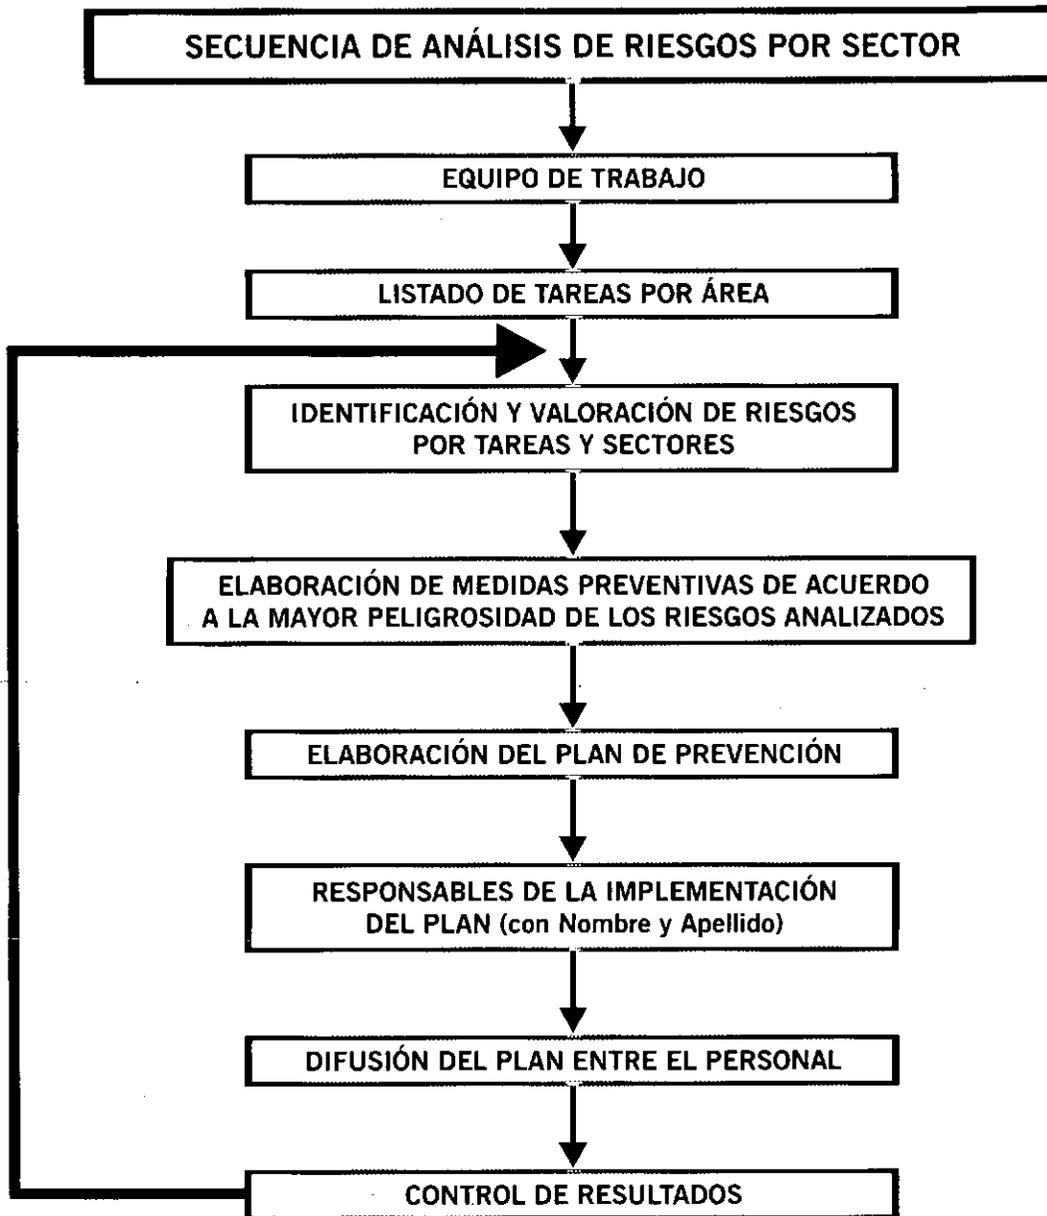 SECUENCIA DE ANÁLISIS DE RIESGOS POR SECTOR
EQUIPO DE TRABAJO
LISTADO DE TAREAS POR ÁREA
IDENTIFICACIÓN Y VALORACIÓN DE RIESGOS
POR TAREAS Y SECTORES
ELABORACIÓN DE MEDIDAS PREVENTIVAS DE ACUERDO
A LA MAYOR PELIGROSIDAD DE LOS RIESGOS ANALIZADOS
ELABORACIÓN DEL PLAN DE PREVENCIÓN
RESPONSABLES DE LA IMPLEMENTACIÓN
DEL PLAN (con Nombre y Apellido)
DIFUSIÓN DEL PLAN ENTRE EL PERSONAL
CONTROL DE RESULTADOS